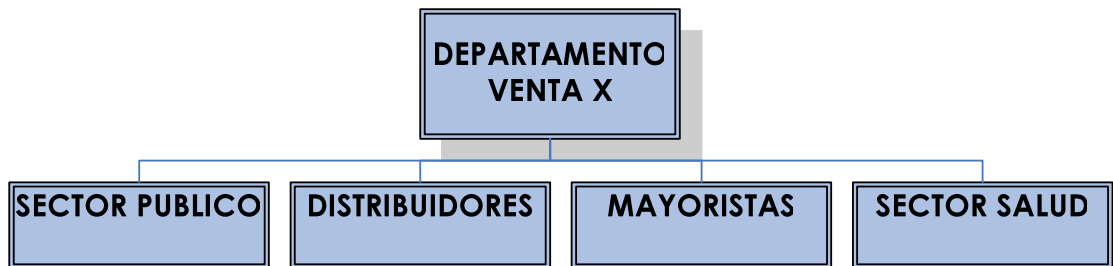 DEPARTAMENTO
VENTA X
SECTOR PUBLICO
DISTRIBUIDORES
MAYORISTAS
SECTOR SALUD